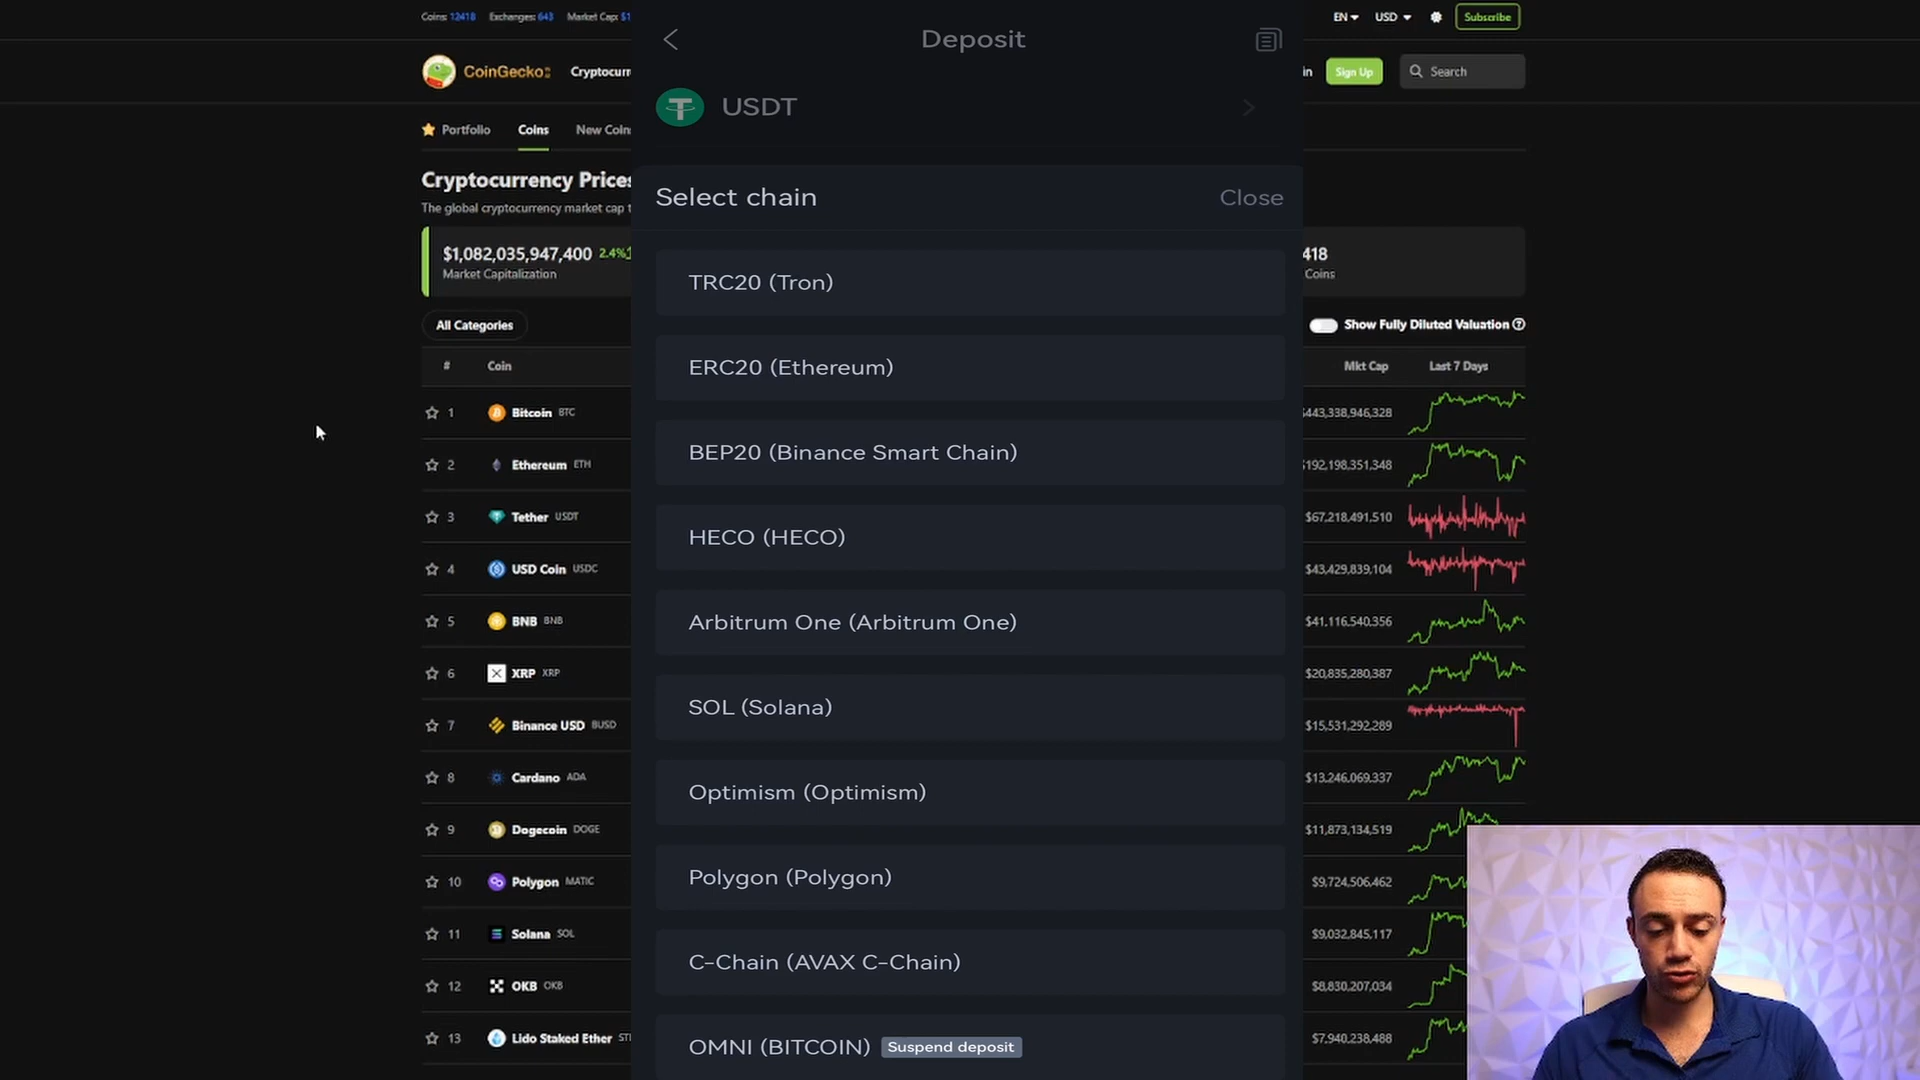 Coins: 12418 Exchanges: 643 Market Cap: $1
EN USD Subscribe
CoinGecko Cryptocurr
in Sign Up Search
Portfolio Coins New Coin
Cryptocurrency Prices
The global cryptocurrency market cap t
$1,082,035,947,400 2.4%
Market Capitalization
418
Coins
All Categories
Show Fully Diluted Valuation
# Coin
Mkt Cap Last 7 Days
1 Bitcoin BTC
$443,338,946,328
2 Ethereum ETH
$192,198,351,348
3 Tether USDT
$67,218,491,510
4 USD Coin USDC
$43,429,839,104
5 BNB BNB
$41,116,540,356
6 XRP XRP
$20,835,280,387
7 Binance USD BUSD
$15,531,292,289
8 Cardano ADA
$13,246,069,337
9 Dogecoin DOGE
$11,873,134,519
10 Polygon MATIC
$9,724,506,462
11 Solana SOL
$9,032,845,117
12 OKB OKB
$8,830,207,034
13 Lido Staked Ether ST
$7,940,238,488
Deposit
USDT
Select chain Close
TRC20 (Tron)
ERC20 (Ethereum)
BEP20 (Binance Smart Chain)
HECO (HECO)
Arbitrum One (Arbitrum One)
SOL (Solana)
Optimism (Optimism)
Polygon (Polygon)
C-Chain (AVAX C-Chain)
OMNI (BITCOIN) Suspend deposit